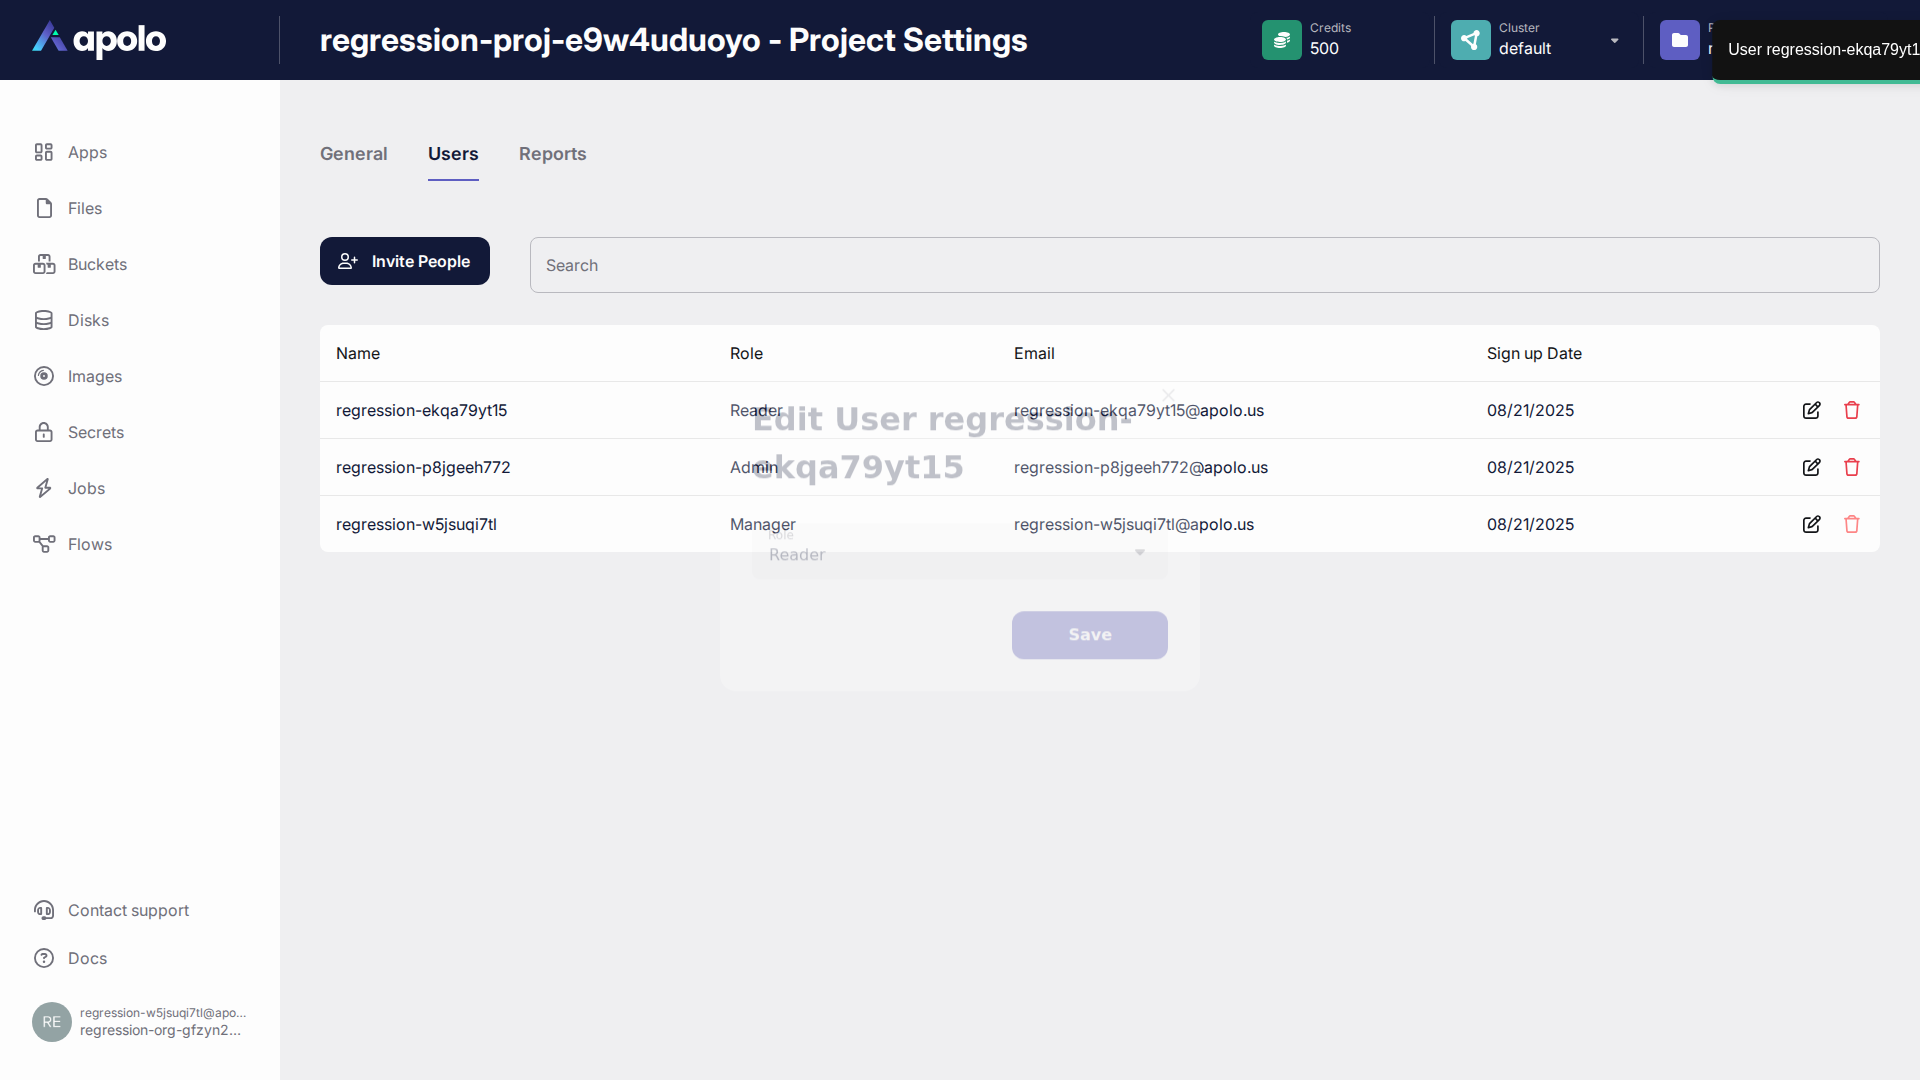 apolo
regression-proj-e9w4uduoyo - Project Settings
Credits
500
Cluster
default
User regression-ekqa79yt1
Apps
Files
Buckets
Disks
Images
Secrets
Jobs
Flows
General
Users
Reports
Invite People
Search
Name
Role
Email
Sign up Date
regression-ekqa79yt15
Reader
regression-ekqa79yt15@apolo.us
08/21/2025
regression-p8jgeeh772
Admin
regression-p8jgeeh772@apolo.us
08/21/2025
regression-w5jsuqi7tl
Manager
regression-w5jsuqi7tl@apolo.us
08/21/2025
Edit User regression-
ekqa79yt15
Role
Reader
Save
Contact support
Docs
RE
regression-w5jsuqi7tl@apo...
regression-org-gfzyn2...